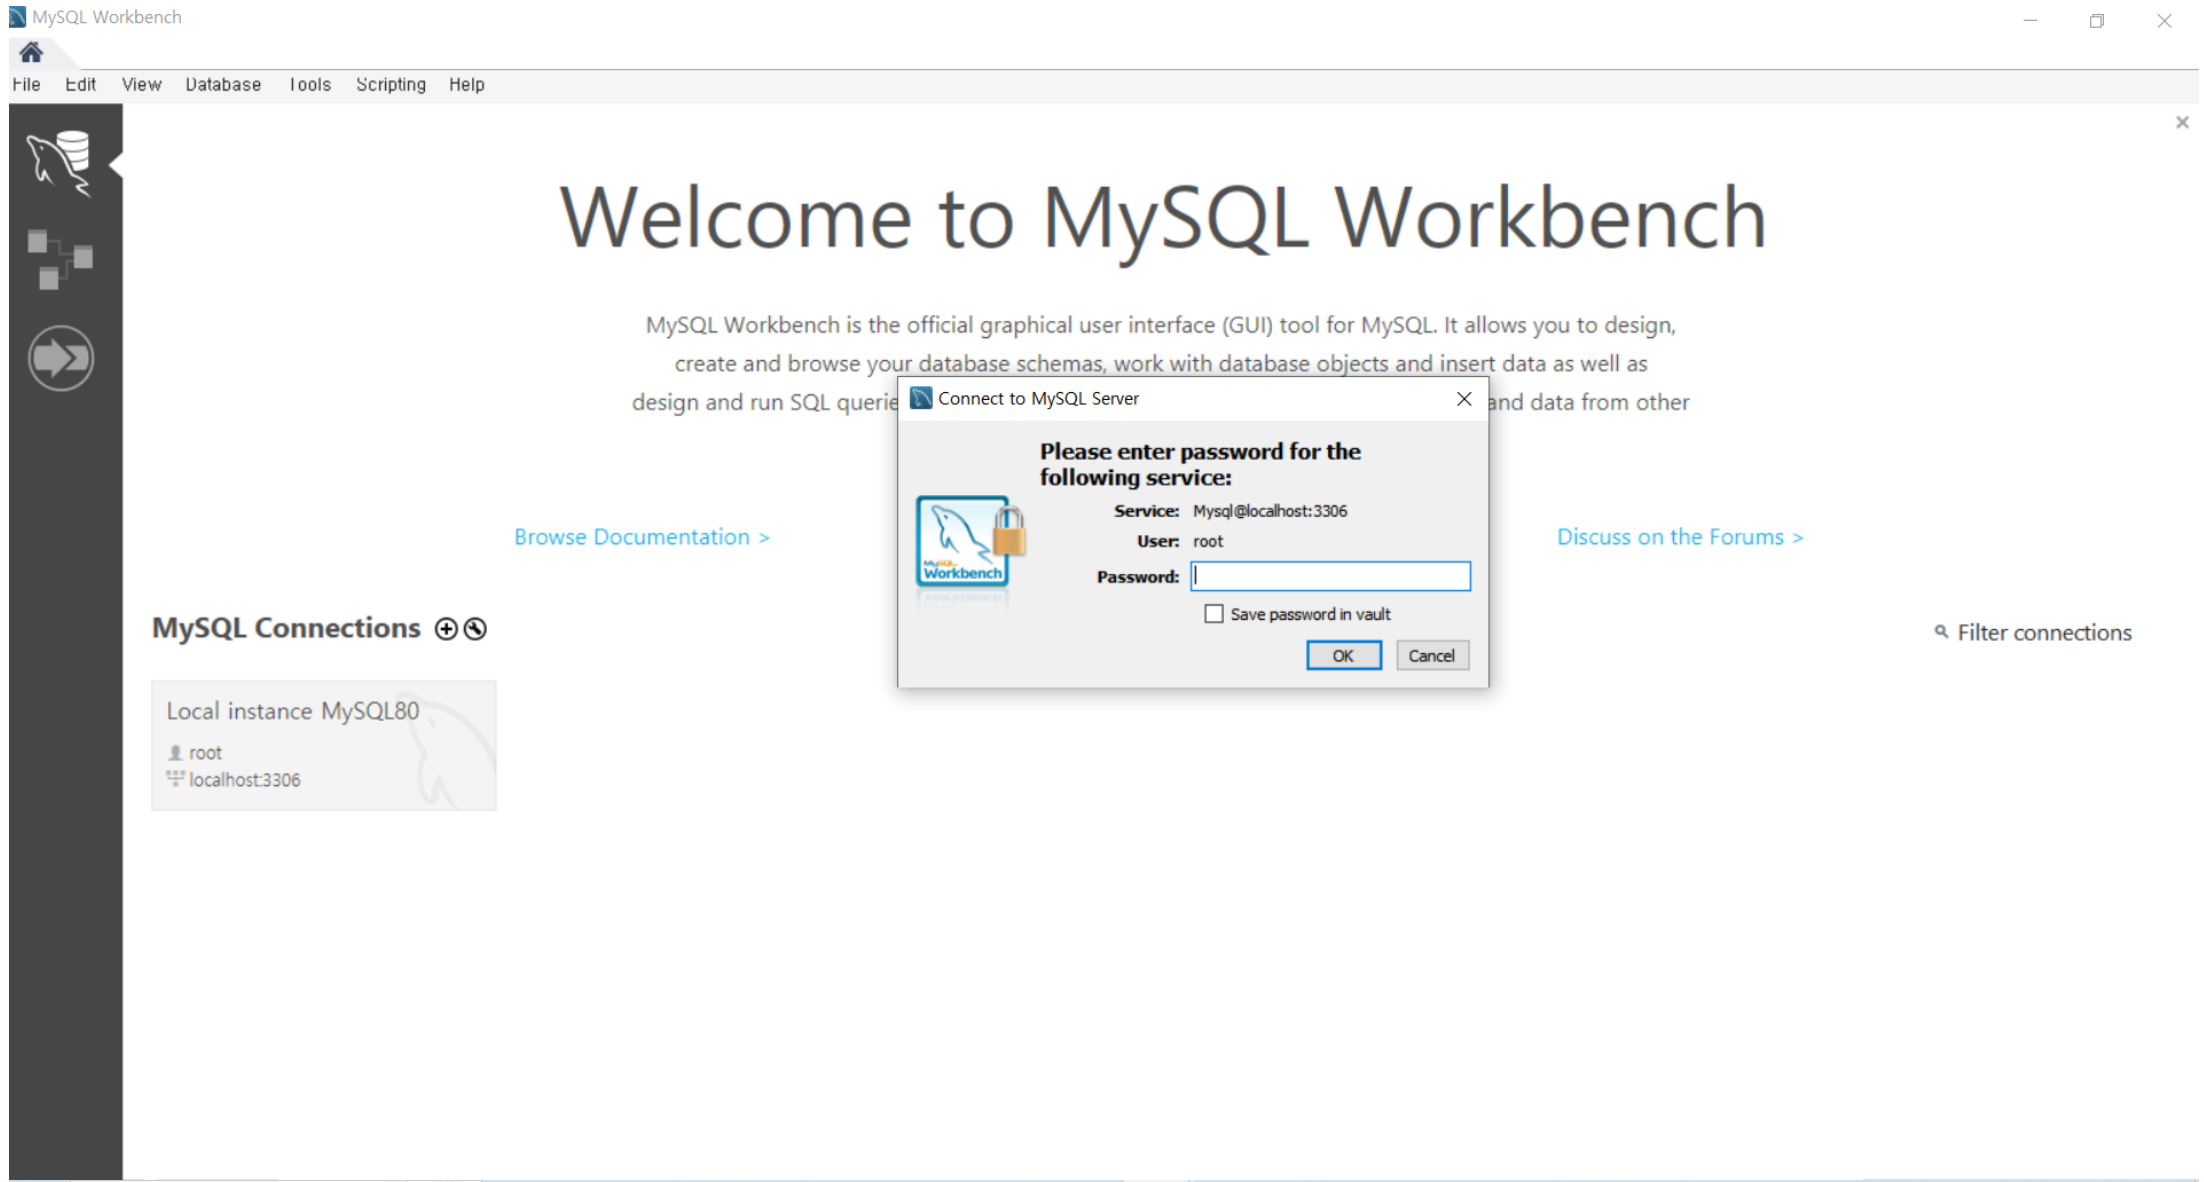 MySQL Workbench
File Edit View Database Tools Scripting Help
Welcome to MySQL Workbench
MySQL Workbench is the official graphical user interface (GUI) tool for MySQL. It allows you to design,
create and browse your database schemas, work with database objects and insert data as well as
design and run SQL querie
and data from other
Connect to MySQL Server
Please enter password for the
following service:
Service: Mysql@localhost:3306
User: root
Password:
Save password in vault
OK Cancel
MySQL
Workbench
Browse Documentation >
Discuss on the Forums >
MySQL Connections
Filter connections
Local instance MySQL80
root
localhost:3306